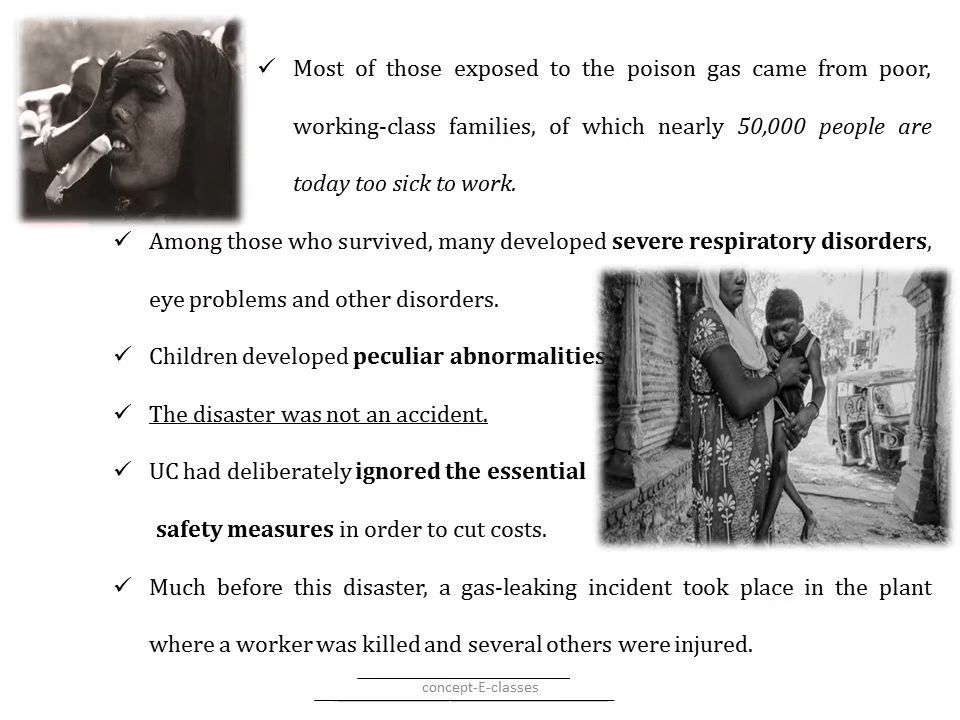 ✓ Most of those exposed to the poison gas came from poor,
working-class families, of which nearly 50,000 people are
today too sick to work.
✓ Among those who survived, many developed severe respiratory disorders,
eye problems and other disorders.
✓ Children developed peculiar abnormalities
✓ The disaster was not an accident.
✓ UC had deliberately ignored the essential
safety measures in order to cut costs.
✓ Much before this disaster, a gas-leaking incident took place in the plant
where a worker was killed and several others were injured.
concept-E-classes